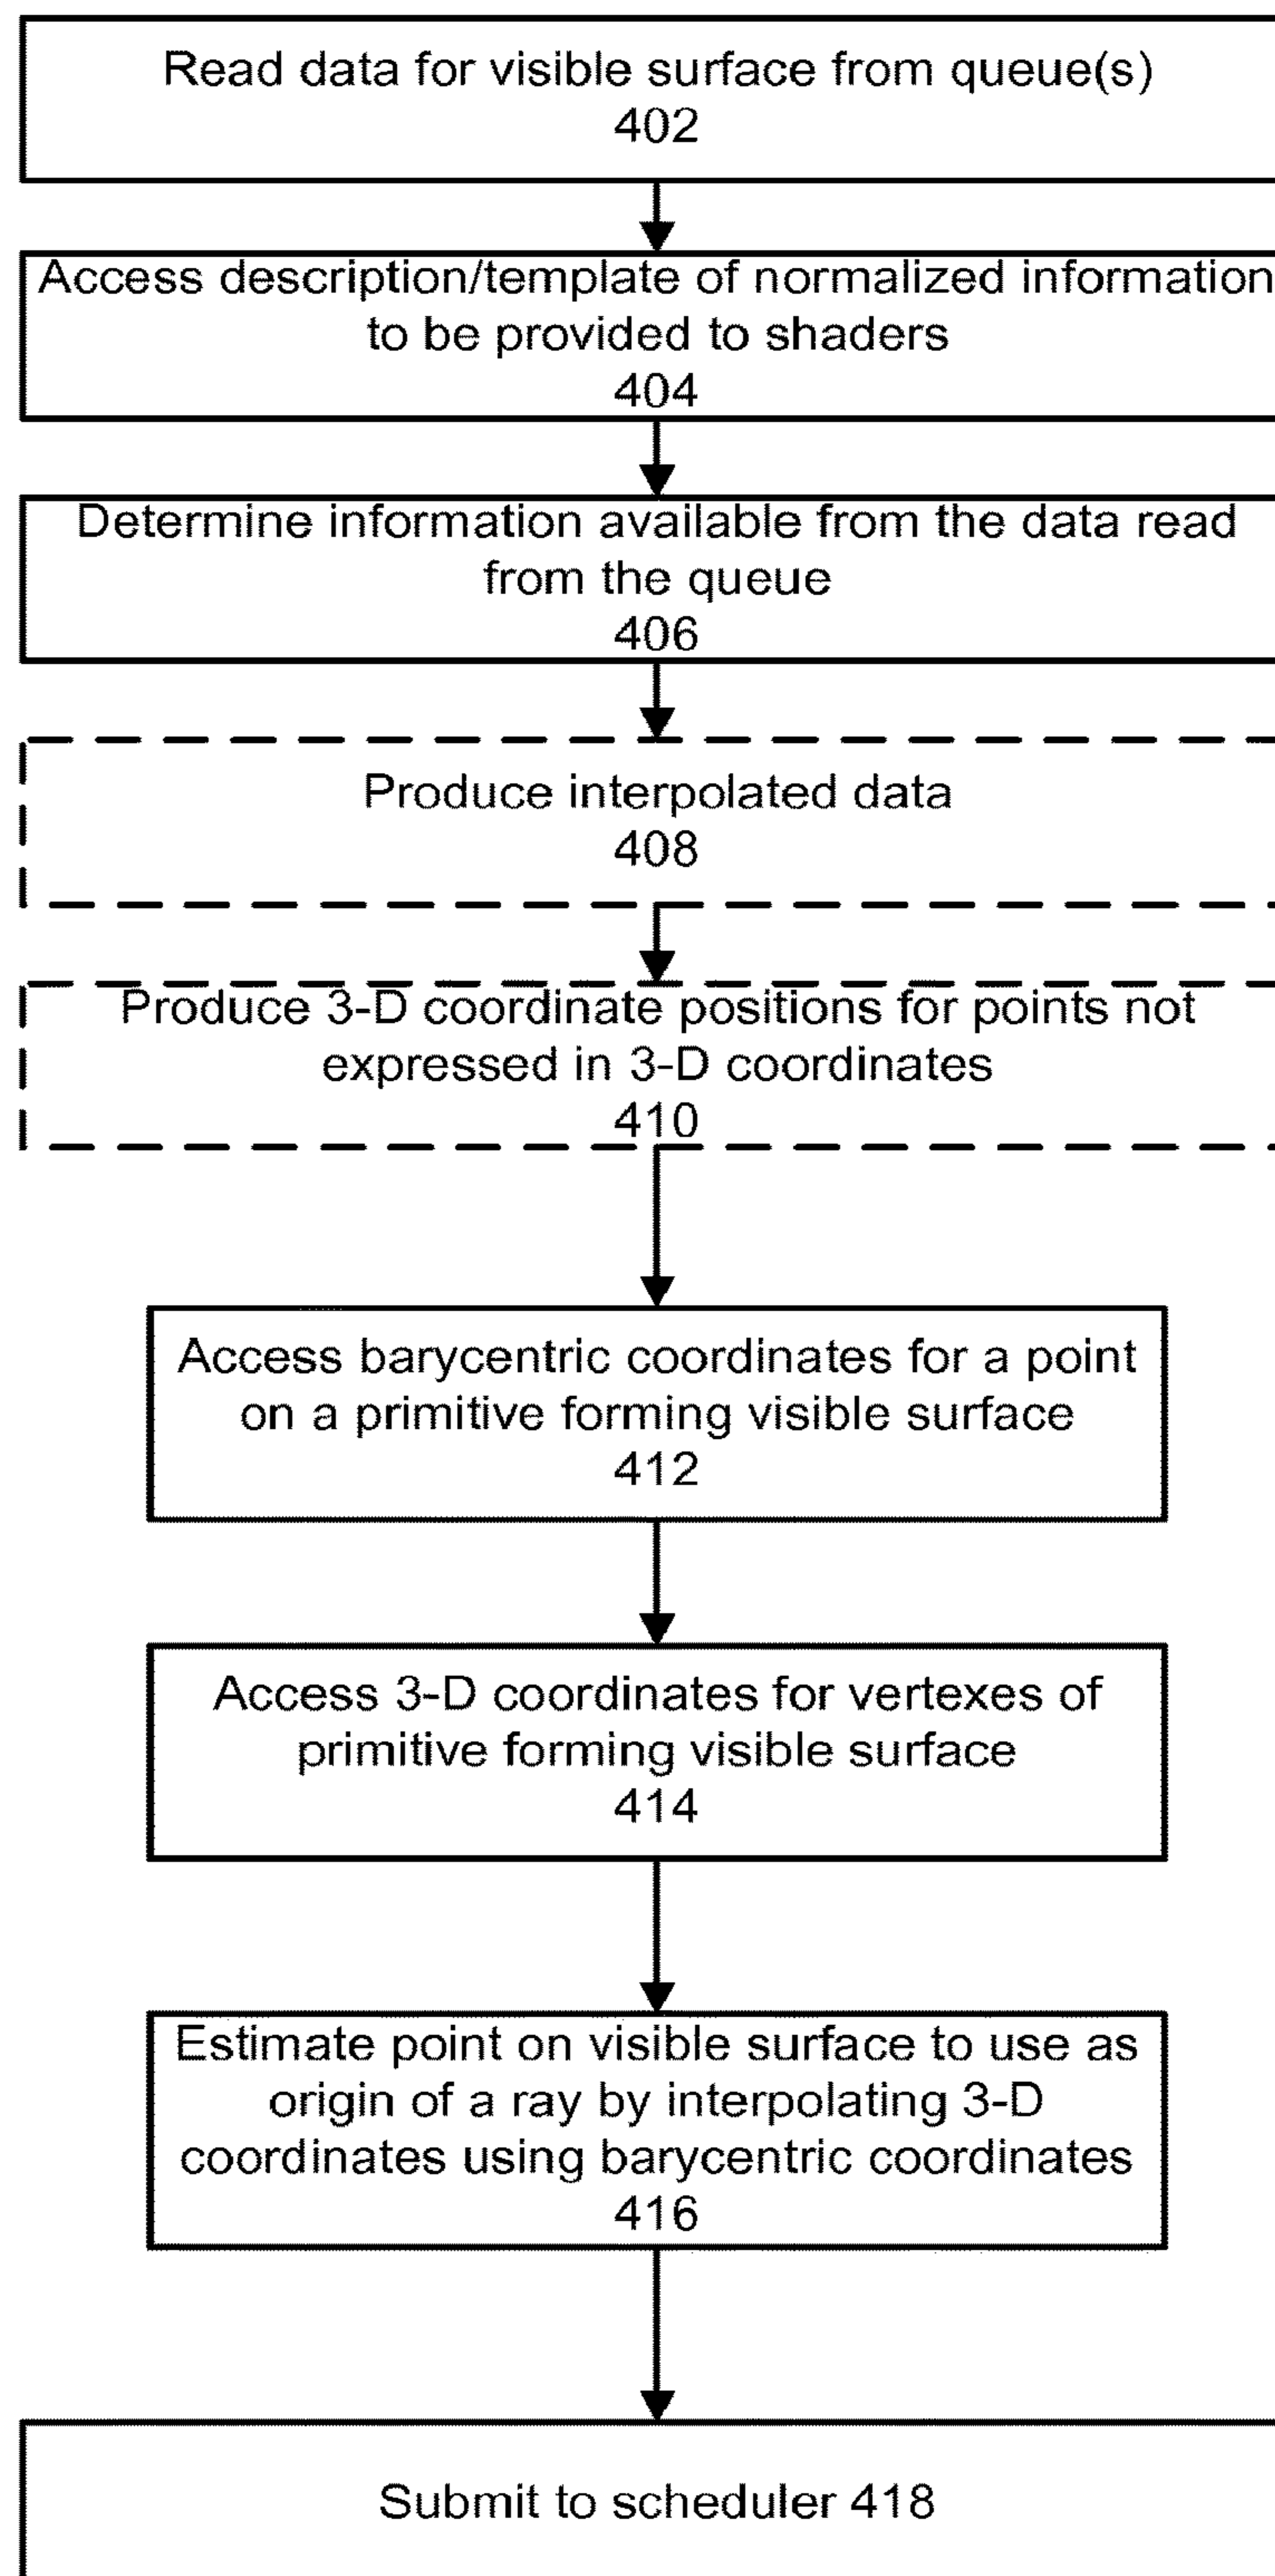 Read data for visible surface from queue(s)
402
Access description/template of normalized information
to be provided to shaders
404
Determine information available from the data read
from the queue
406
Produce interpolated data
408
Produce 3-D coordinate positions for points not
expressed in 3-D coordinates
410
Access barycentric coordinates for a point
on a primitive forming visible surface
412
Access 3-D coordinates for vertexes of
primitive forming visible surface
414
Estimate point on visible surface to use as
origin of a ray by interpolating 3-D
coordinates using barycentric coordinates
416
Submit to scheduler 418